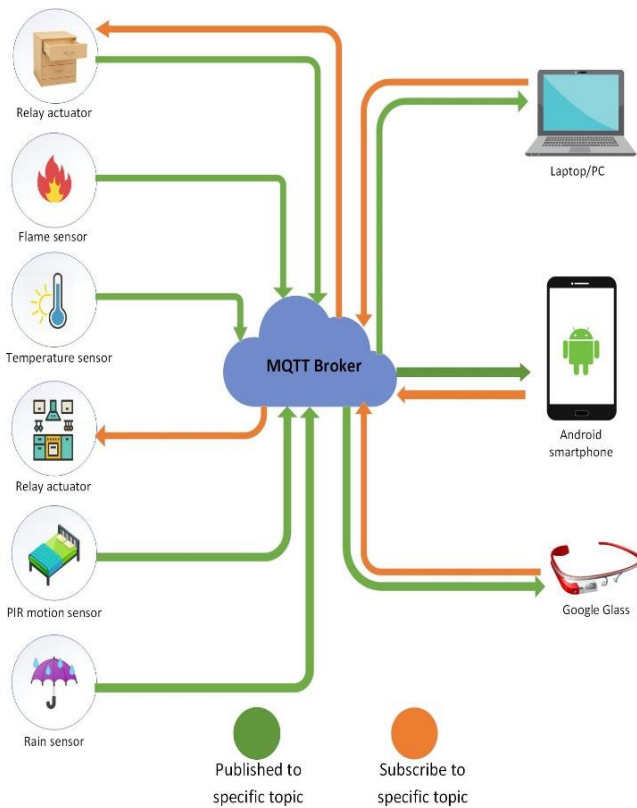 Relay actuator
Flame sensor
Temperature sensor
Relay actuator
PIR motion sensor
Rain sensor
MQTT Broker
Laptop/PC
Android
smartphone
Google Glass
Published to
specific topic
Subscribe to
specific topic